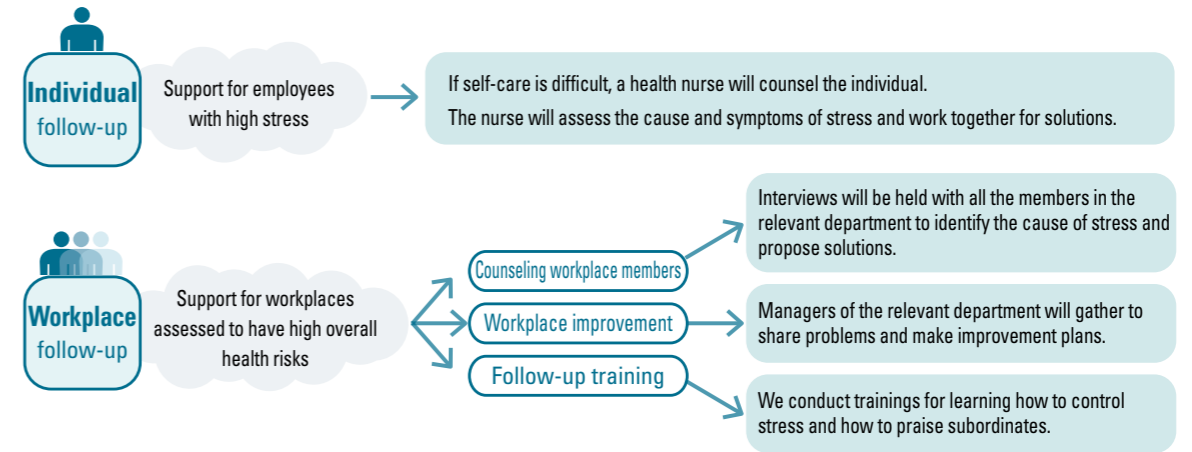 Individual
follow-up
Support for employees
with high stress
If self-care is difficult, a health nurse will counsel the individual.
The nurse will assess the cause and symptoms of stress and work together for solutions.
Workplace
follow-up
Support for workplaces
assessed to have high overall
health risks
Counseling workplace members
Interviews will be held with all the members in the
relevant department to identify the cause of stress and
propose solutions.
Workplace improvement
Managers of the relevant department will gather to
share problems and make improvement plans.
Follow-up training
We conduct trainings for learning how to control
stress and how to praise subordinates.